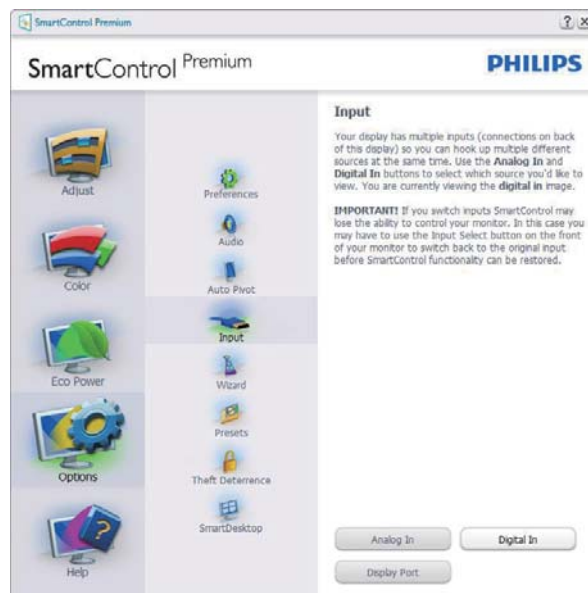 SmartControl Premium
SmartControl Premium
PHILIPS
Adjust
Color
Eco Power
Options
Help
Preferences
Audio
Auto Pivot
Input
Wizard
Presets
Theft Deterrence
SmartDesktop
Input
Your display has multiple inputs (connections on back
of this display) so you can hook up multiple different
sources at the same time. Use the Analog In and
Digital In buttons to select which source you'd like to
view. You are currently viewing the digital in image.
IMPORTANT! If you switch inputs SmartControl may
lose the ability to control your monitor. In this case you
may have to use the Input Select button on the front
of your monitor to switch back to the original input
before SmartControl functionality can be restored.
Analog In
Digital In
Display Port